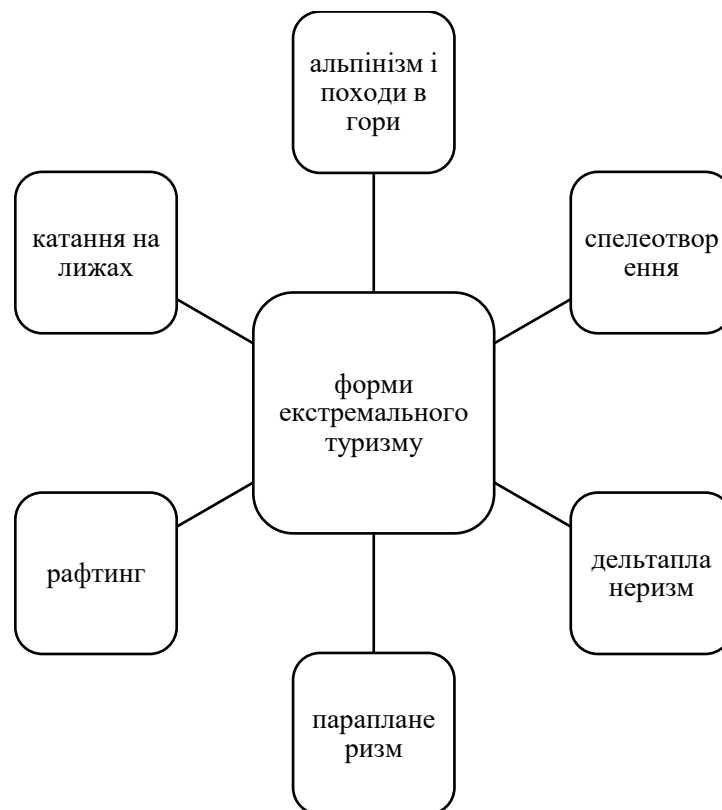 альпінізм і
походи в
гори
катання на
лижах
спелеотвор
ення
форми
екстремального
туризму
рафтинг
дельтапла
неризм
параплане
ризм